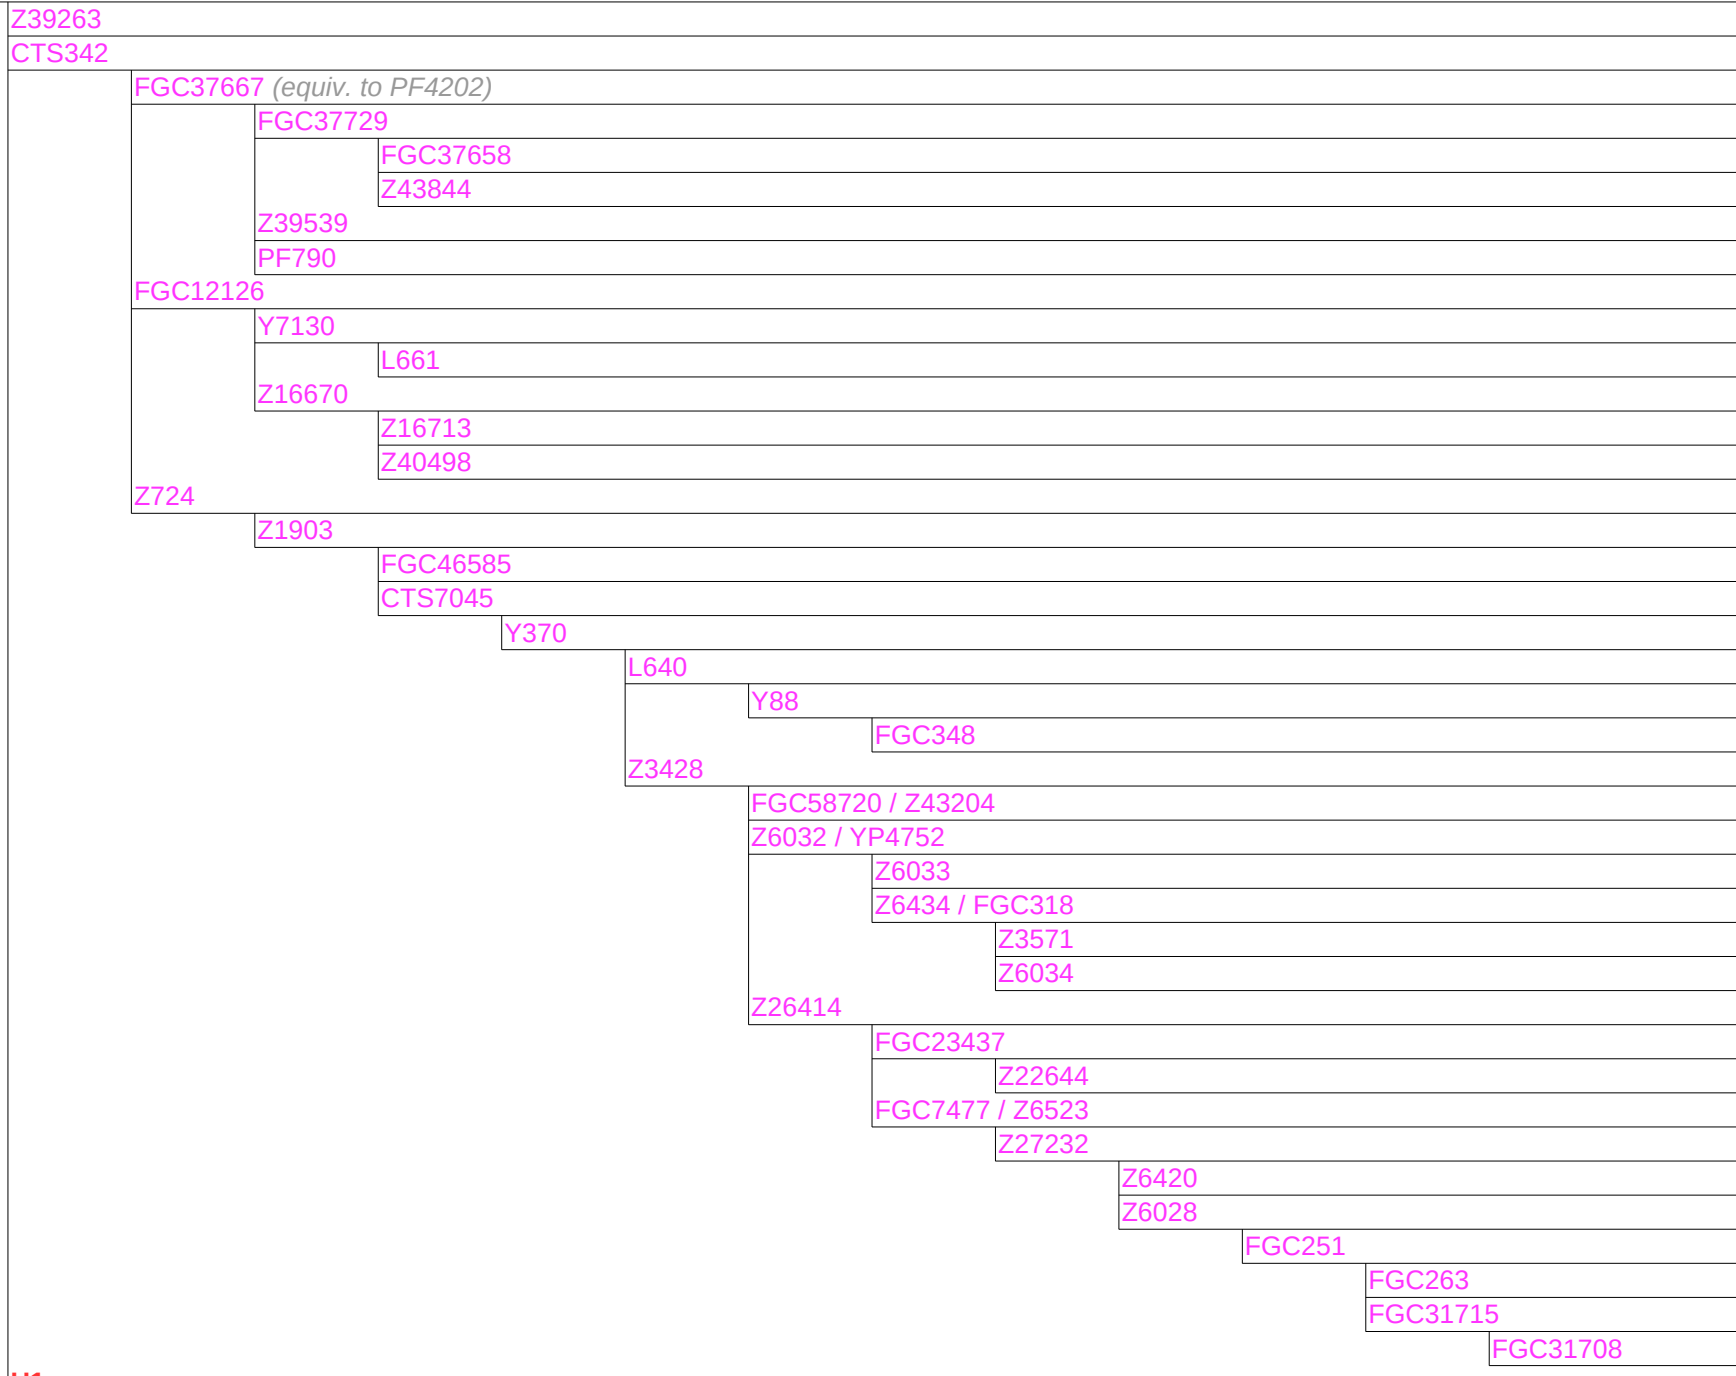 Z39263
CTS342
FGC37667 (equiv. to PF4202)
FGC37729
FGC37658
Z43844
Z39539
PF790
FGC12126
Y7130
L661
Z16670
Z16713
Z40498
Z724
Z1903
FGC46585
CTS7045
Y370
L640
Y88
FGC348
Z3428
FGC58720 / Z43204
Z6032 / YP4752
Z6033
Z6434 / FGC318
Z3571
Z6034
Z26414
FGC23437
Z22644
FGC7477 / Z6523
Z27232
Z6420
Z6028
FGC251
FGC263
FGC31715
FGC31708